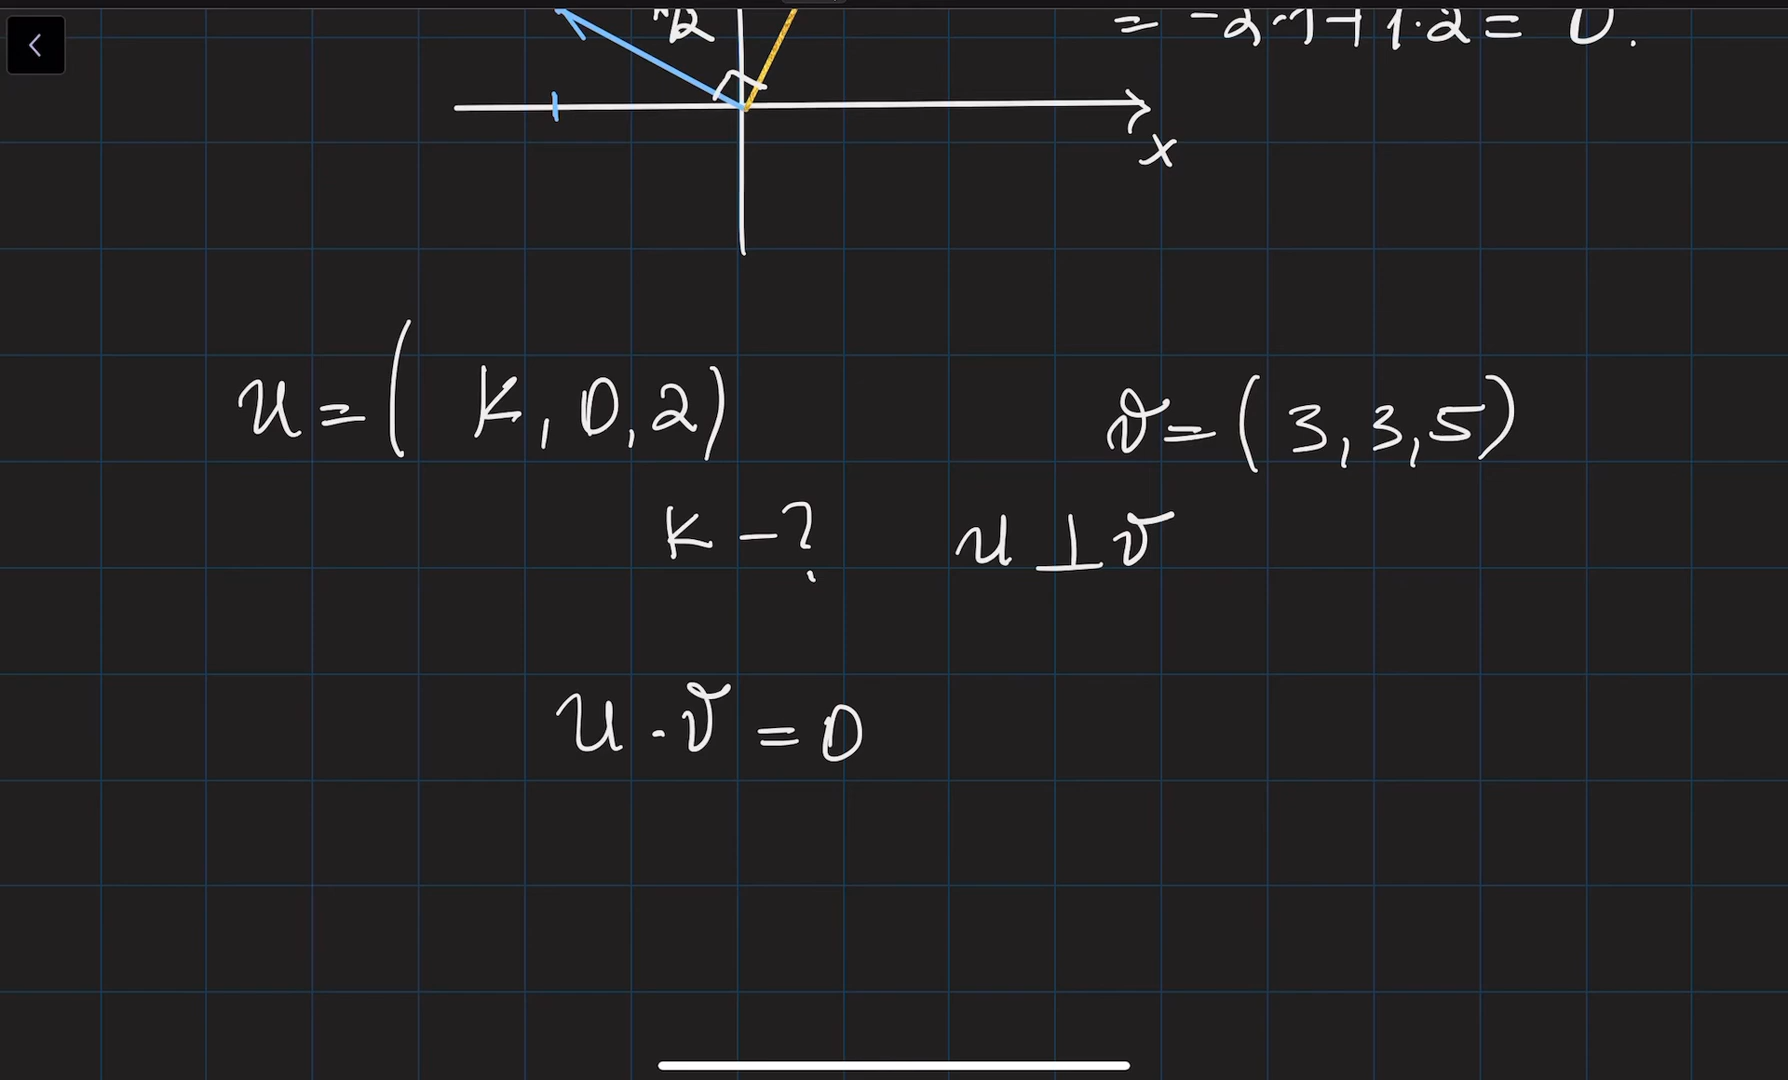 = -2·1+1·2 = 0.
x
u = ( k, 0, 2) v = ( 3, 3, 5)
k - ? u ⊥ v
u · v = 0